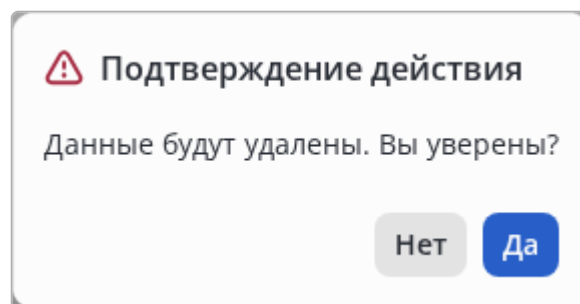 Подтверждение действия
Данные будут удалены. Вы уверены?
Нет Да